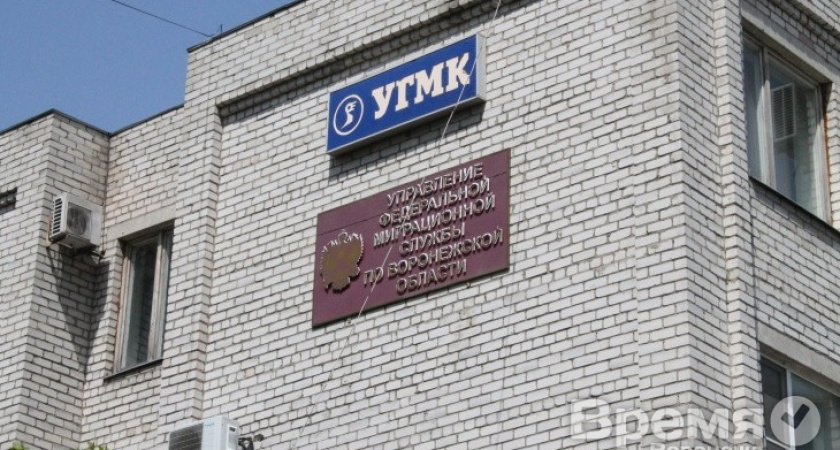 УГМК
УПРАВЛЕНИЕ
ФЕДЕРАЛЬНОЙ
МИГРАЦИОННОЙ
СЛУЖБЫ
ПО ВОРОНЕЖСКОЙ
ОБЛАСТИ
Время